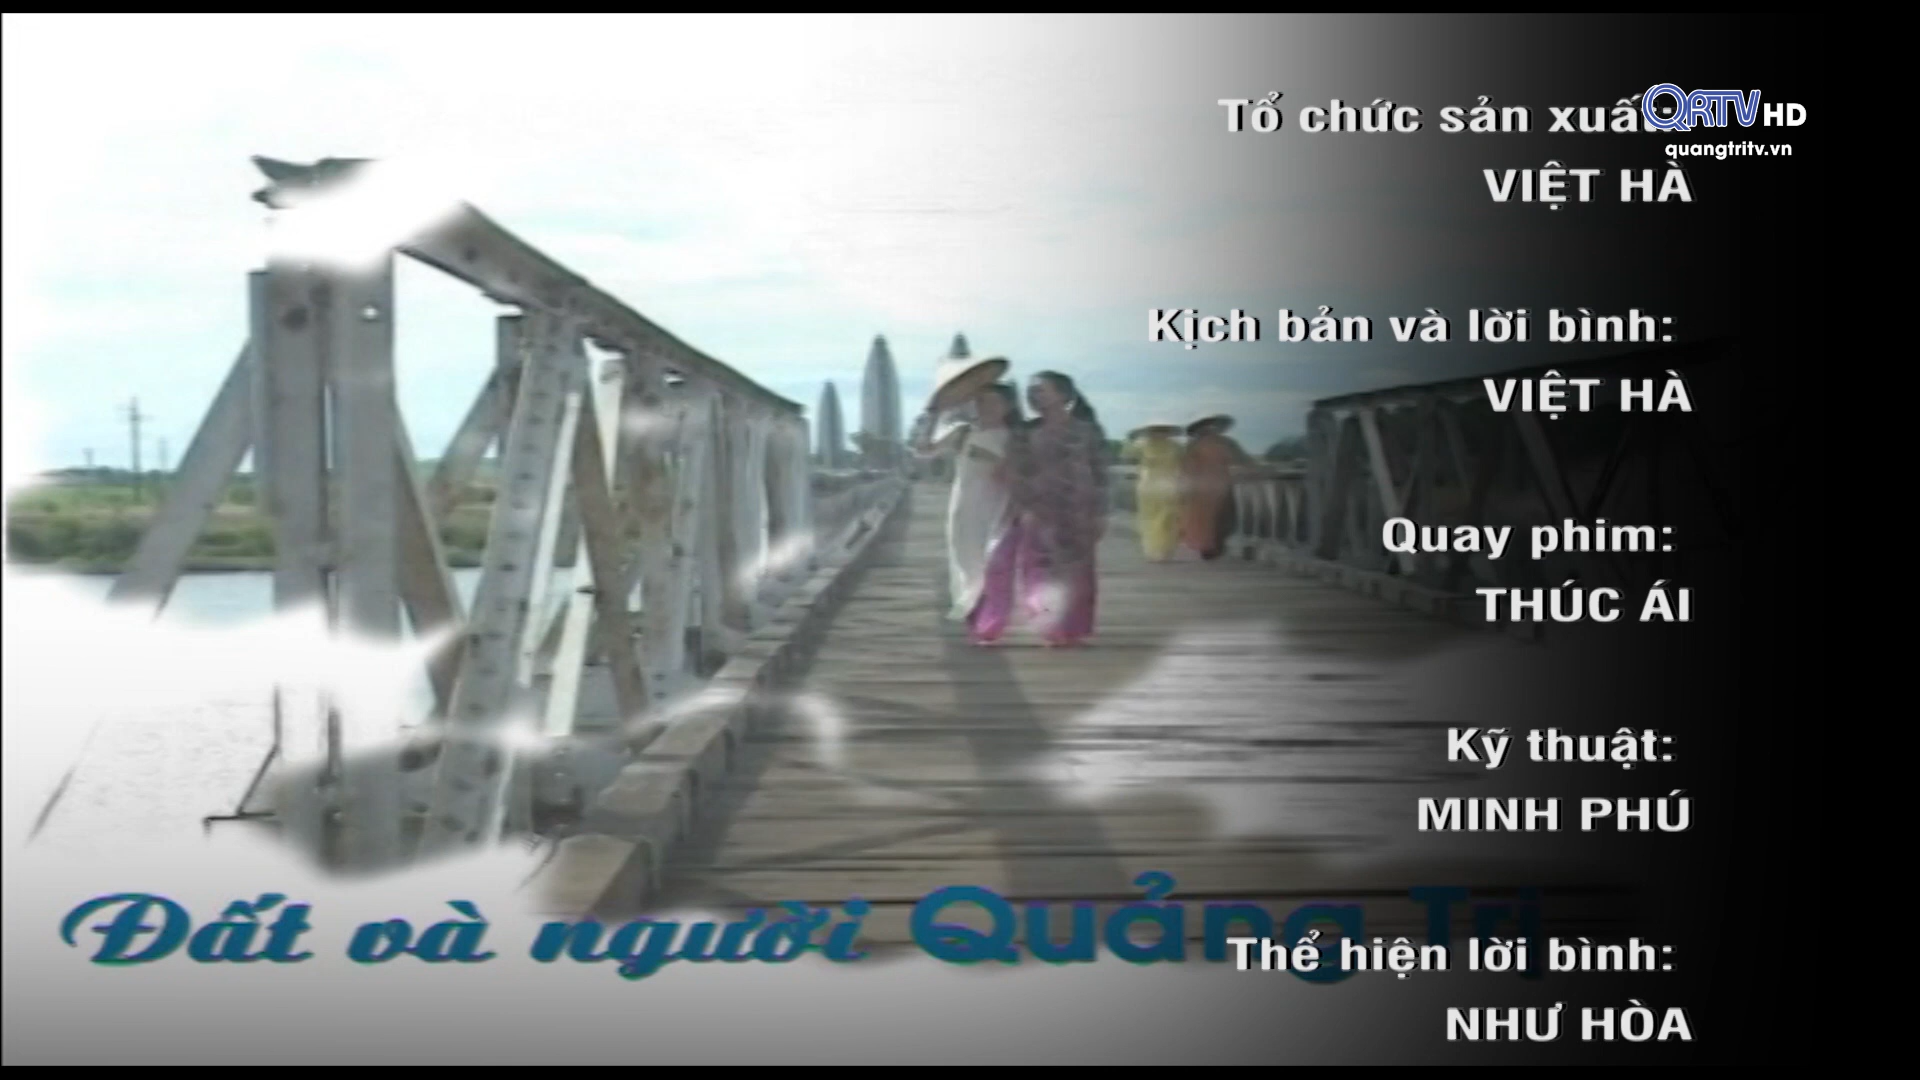 Tổ chức sản xuất:
QRTV HD
quangtritv.vn
VIỆT HÀ
Kịch bản và lời bình:
VIỆT HÀ
Quay phim:
THÚC ÁI
Kỹ thuật:
MINH PHÚ
Đất và người Quảng Trị
Thể hiện lời bình:
NHƯ HÒA